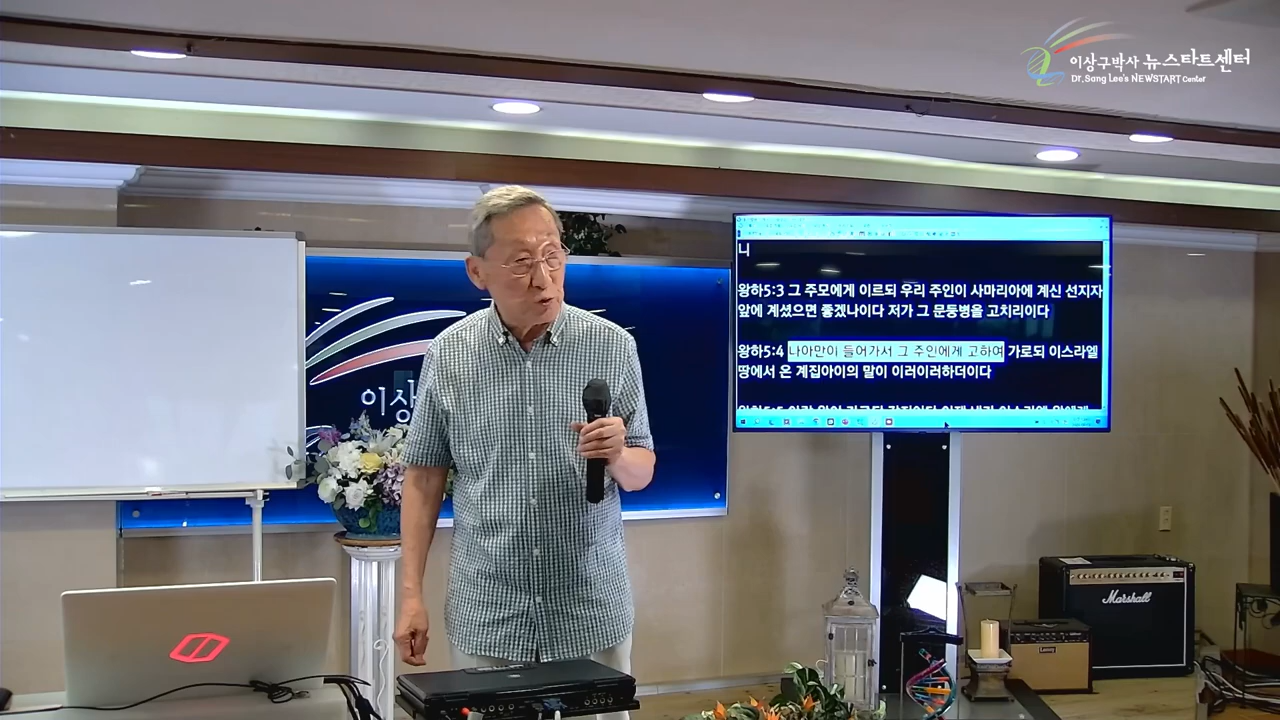 이상구박사 뉴스타트센터
Dr. Sang Lee's NEWSTART Center
니
왕하5:3 그 주모에게 이르되 우리 주인이 사마리아에 계신 선지자
앞에 계셨으면 좋겠나이다 저가 그 문둥병을 고치리이다
왕하5:4 나아만이 들어가서 그 주인에게 고하여 가로되 이스라엘
땅에서 온 계집아이의 말이 이러이러하더이다
이상
Marshall
Laney